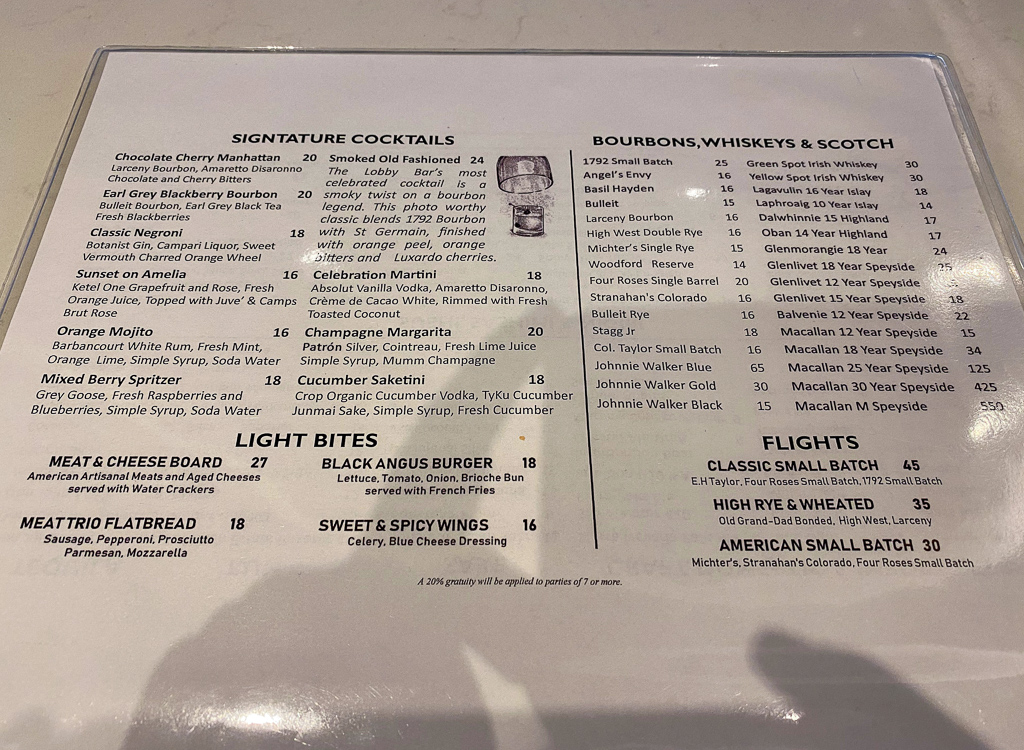 SIGNTATURE COCKTAILS
Chocolate Cherry Manhattan 20
Larceny Bourbon, Amaretto Disaronno
Chocolate and Cherry Bitters
Earl Grey Blackberry Bourbon 20
Bulleit Bourbon, Earl Grey Black Tea
Fresh Blackberries
Classic Negroni 18
Botanist Gin, Campari Liquor, Sweet
Vermouth Charred Orange Wheel
Sunset on Amelia 16
Ketel One Grapefruit and Rose, Fresh
Orange Juice, Topped with Juve' & Camps
Brut Rose
Orange Mojito 16
Barbancourt White Rum, Fresh Mint,
Orange Lime, Simple Syrup, Soda Water
Mixed Berry Spritzer 18
Grey Goose, Fresh Raspberries and
Blueberries, Simple Syrup, Soda Water
Smoked Old Fashioned 24
The Lobby Bar's most
celebrated cocktail is a
smoky twist on a bourbon
legend. This photo worthy
classic blends 1792 Bourbon
with St Germain, finished
with orange peel, orange
bitters and Luxardo cherries.
Celebration Martini 18
Absolut Vanilla Vodka, Amaretto Disaronno,
Crème de Cacao White, Rimmed with Fresh
Toasted Coconut
Champagne Margarita 20
Patrón Silver, Cointreau, Fresh Lime Juice
Simple Syrup, Mumm Champagne
Cucumber Saketini 18
Crop Organic Cucumber Vodka, TyKu Cucumber
Junmai Sake, Simple Syrup, Fresh Cucumber
LIGHT BITES
MEAT & CHEESE BOARD 27
American Artisanal Meats and Aged Cheeses
served with Water Crackers
MEAT TRIO FLATBREAD 18
Sausage, Pepperoni, Prosciutto
Parmesan, Mozzarella
BLACK ANGUS BURGER 18
Lettuce, Tomato, Onion, Brioche Bun
served with French Fries
SWEET & SPICY WINGS 16
Celery, Blue Cheese Dressing
BOURBONS, WHISKEYS & SCOTCH
1792 Small Batch 25
Angel's Envy 16
Basil Hayden 16
Bulleit 15
Larceny Bourbon 16
High West Double Rye 16
Michter's Single Rye 15
Woodford Reserve 14
Four Roses Single Barrel 20
Stranahan's Colorado 16
Bulleit Rye 16
Stagg Jr 18
Col. Taylor Small Batch 16
Johnnie Walker Blue 65
Johnnie Walker Gold 30
Johnnie Walker Black 15
Green Spot Irish Whiskey 30
Yellow Spot Irish Whiskey 30
Lagavulin 16 Year Islay 18
Laphroaig 10 Year Islay 14
Dalwhinnie 15 Highland 17
Oban 14 Year Highland 17
Glenmorangie 18 Year 24
Glenlivet 18 Year Speyside
Glenlivet 12 Year Speyside
Glenlivet 15 Year Speyside 18
Balvenie 12 Year Speyside 22
Macallan 12 Year Speyside 15
Macallan 18 Year Speyside 34
Macallan 25 Year Speyside 125
Macallan 30 Year Speyside 425
Macallan M Speyside 550
FLIGHTS
CLASSIC SMALL BATCH 45
E.H Taylor, Four Roses Small Batch, 1792 Small Batch
HIGH RYE & WHEATED 35
Old Grand-Dad Bonded, High West, Larceny
AMERICAN SMALL BATCH 30
Michter's, Stranahan's Colorado, Four Roses Small Batch
A 20% gratuity will be applied to parties of 7 or more.